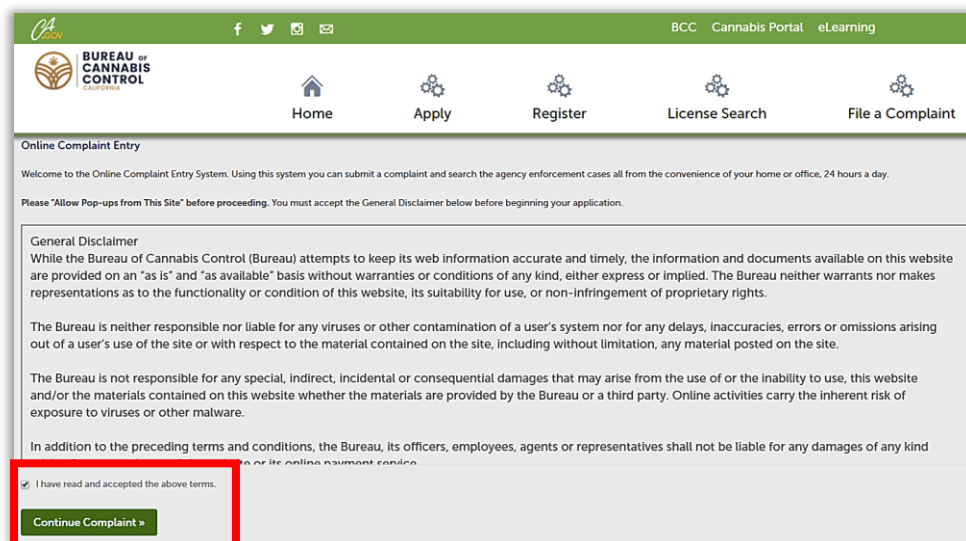 CA.GOV
BCC Cannabis Portal eLearning
BUREAU OF
CANNABIS
CONTROL
CALIFORNIA
Home Apply Register License Search File a Complaint
Online Complaint Entry
Welcome to the Online Complaint Entry System. Using this system you can submit a complaint and search the agency enforcement cases all from the convenience of your home or office, 24 hours a day.
Please "Allow Pop-ups from This Site" before proceeding. You must accept the General Disclaimer below before beginning your application.
General Disclaimer
While the Bureau of Cannabis Control (Bureau) attempts to keep its web information accurate and timely, the information and documents available on this website
are provided on an "as is" and "as available" basis without warranties or conditions of any kind, either express or implied. The Bureau neither warrants nor makes
representations as to the functionality or condition of this website, its suitability for use, or non-infringement of proprietary rights.
The Bureau is neither responsible nor liable for any viruses or other contamination of a user's system nor for any delays, inaccuracies, errors or omissions arising
out of a user's use of the site or with respect to the material contained on the site, including without limitation, any material posted on the site.
The Bureau is not responsible for any special, indirect, incidental or consequential damages that may arise from the use of or the inability to use, this website
and/or the materials contained on this website whether the materials are provided by the Bureau or a third party. Online activities carry the inherent risk of
exposure to viruses or other malware.
In addition to the preceding terms and conditions, the Bureau, its officers, employees, agents or representatives shall not be liable for any damages of any kind
or its online payment service
I have read and accepted the above terms.
Continue Complaint »